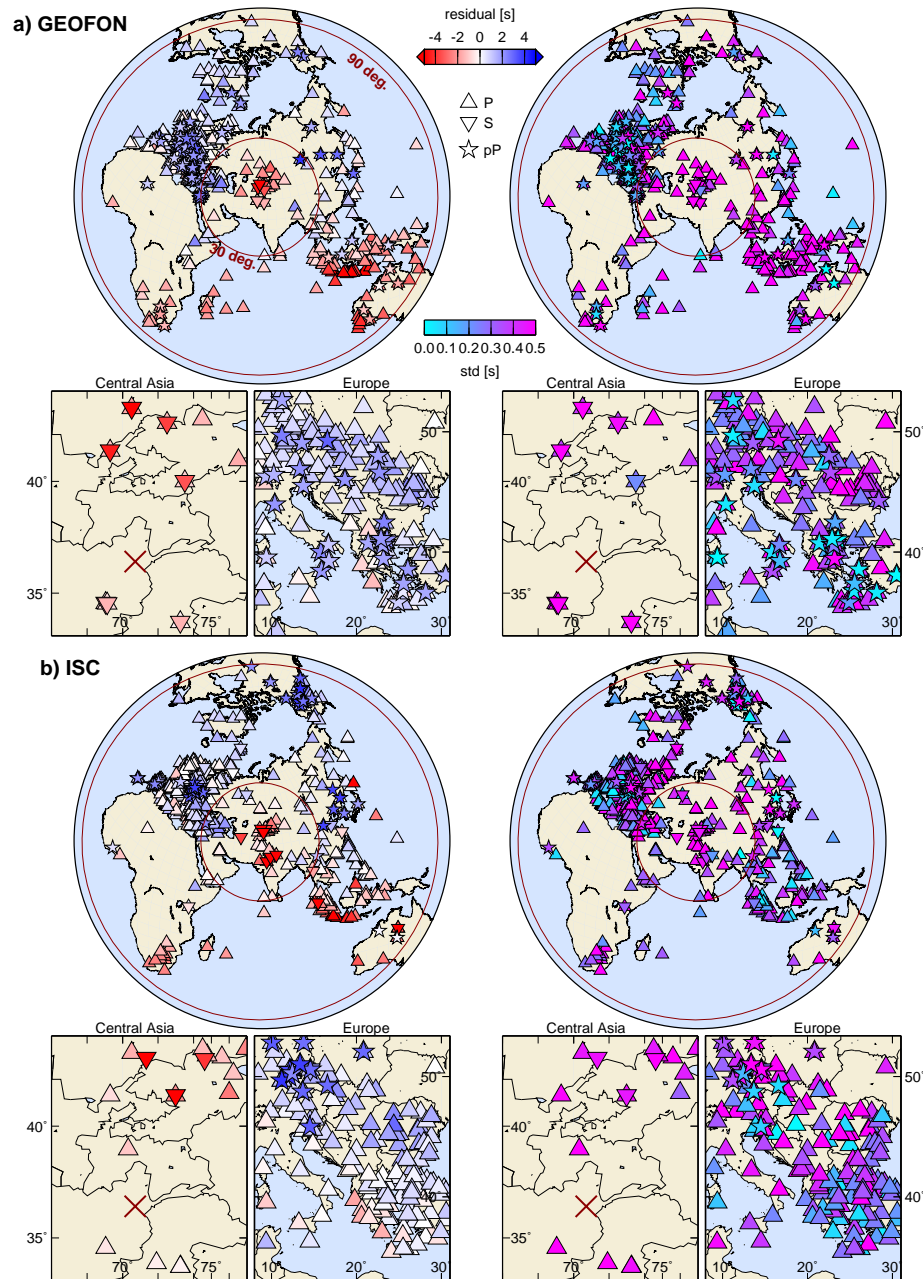 a) GEOFON
residual [s]
-4 -2 0 2 4
P
S
pP
90 deg.
30 deg.
0.0 0.1 0.2 0.3 0.4 0.5
std [s]
Central Asia Europe Central Asia Europe
50˚ 50˚
40˚ 40˚
40˚ 40˚
35˚ 35˚
70˚ 75˚ 10˚ 20˚ 30˚ 70˚ 75˚ 10˚ 20˚ 30˚
b) ISC
Central Asia Europe Central Asia Europe
50˚ 50˚
40˚ 40˚
40˚ 40˚
35˚ 35˚
70˚ 75˚ 10˚ 20˚ 30˚ 70˚ 75˚ 10˚ 20˚ 30˚